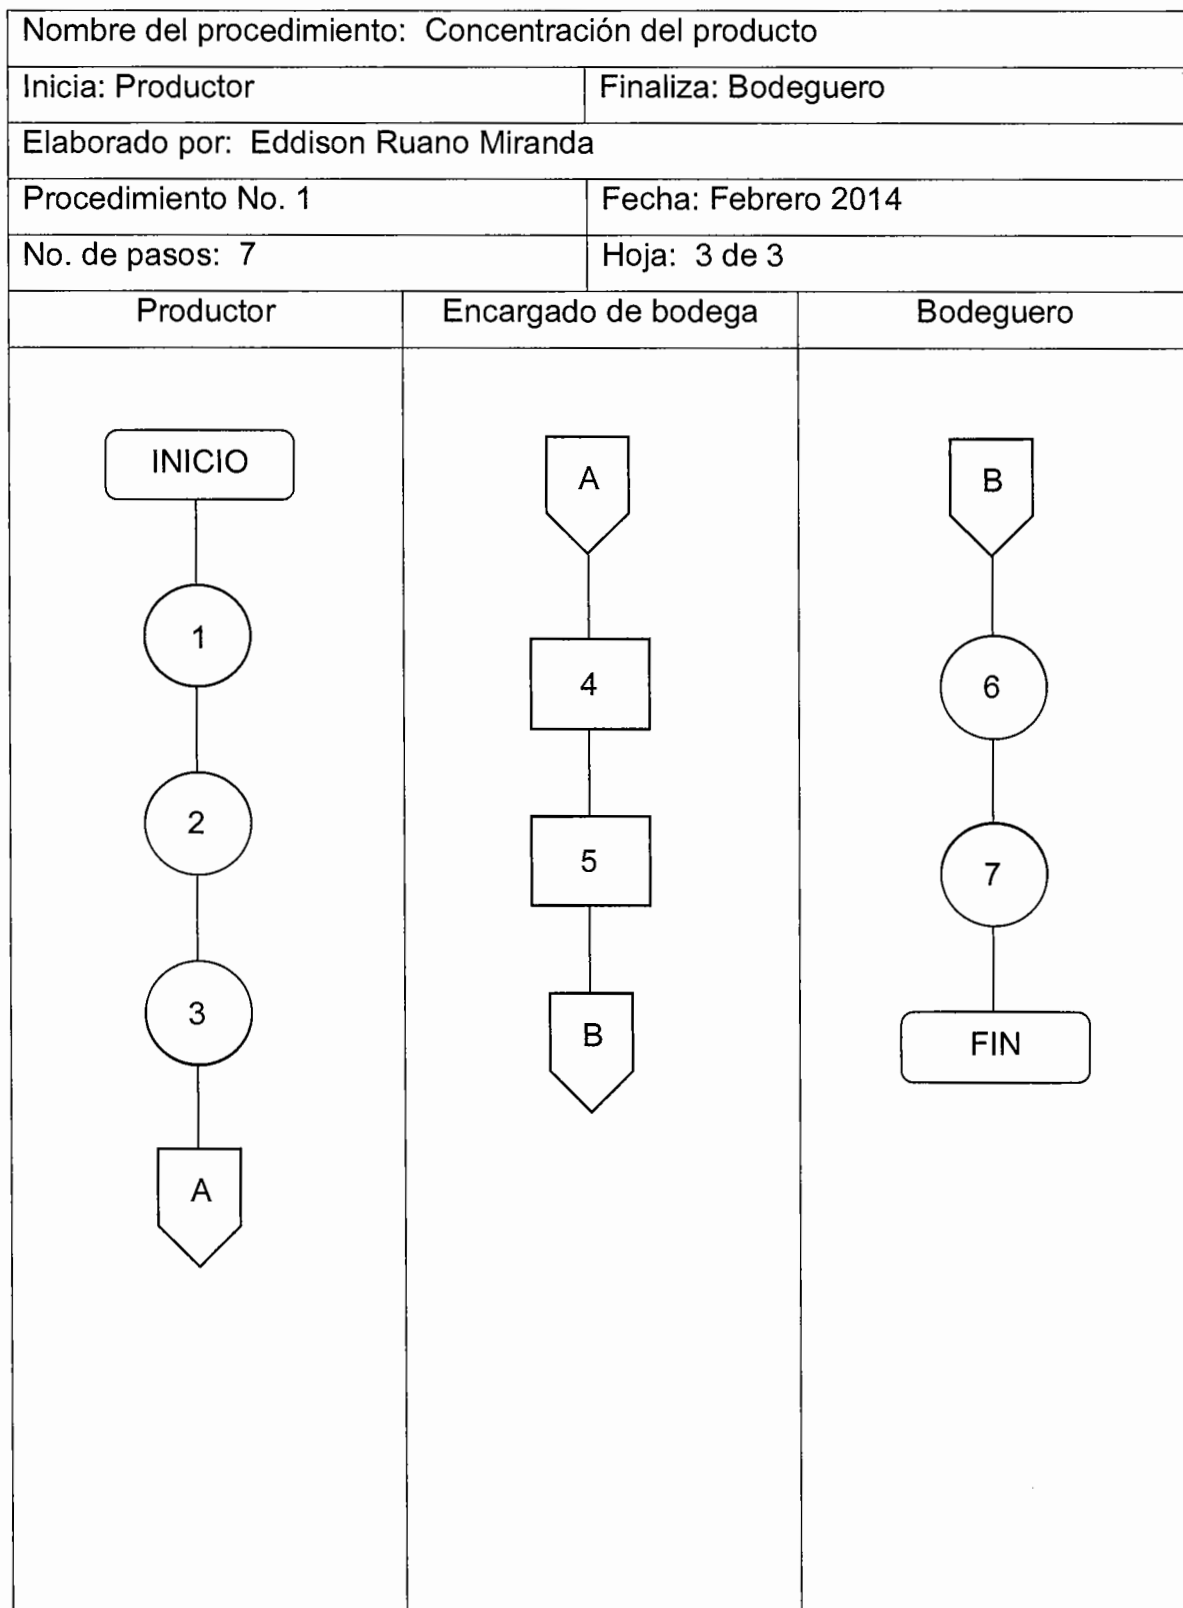 Nombre del procedimiento: Concentración del producto
Inicia: Productor
Finaliza: Bodeguero
Elaborado por: Eddison Ruano Miranda
Procedimiento No. 1
Fecha: Febrero 2014
No. de pasos: 7
Hoja: 3 de 3
Productor
Encargado de bodega
Bodeguero
INICIO
1
2
3
A
A
4
5
B
B
6
7
FIN